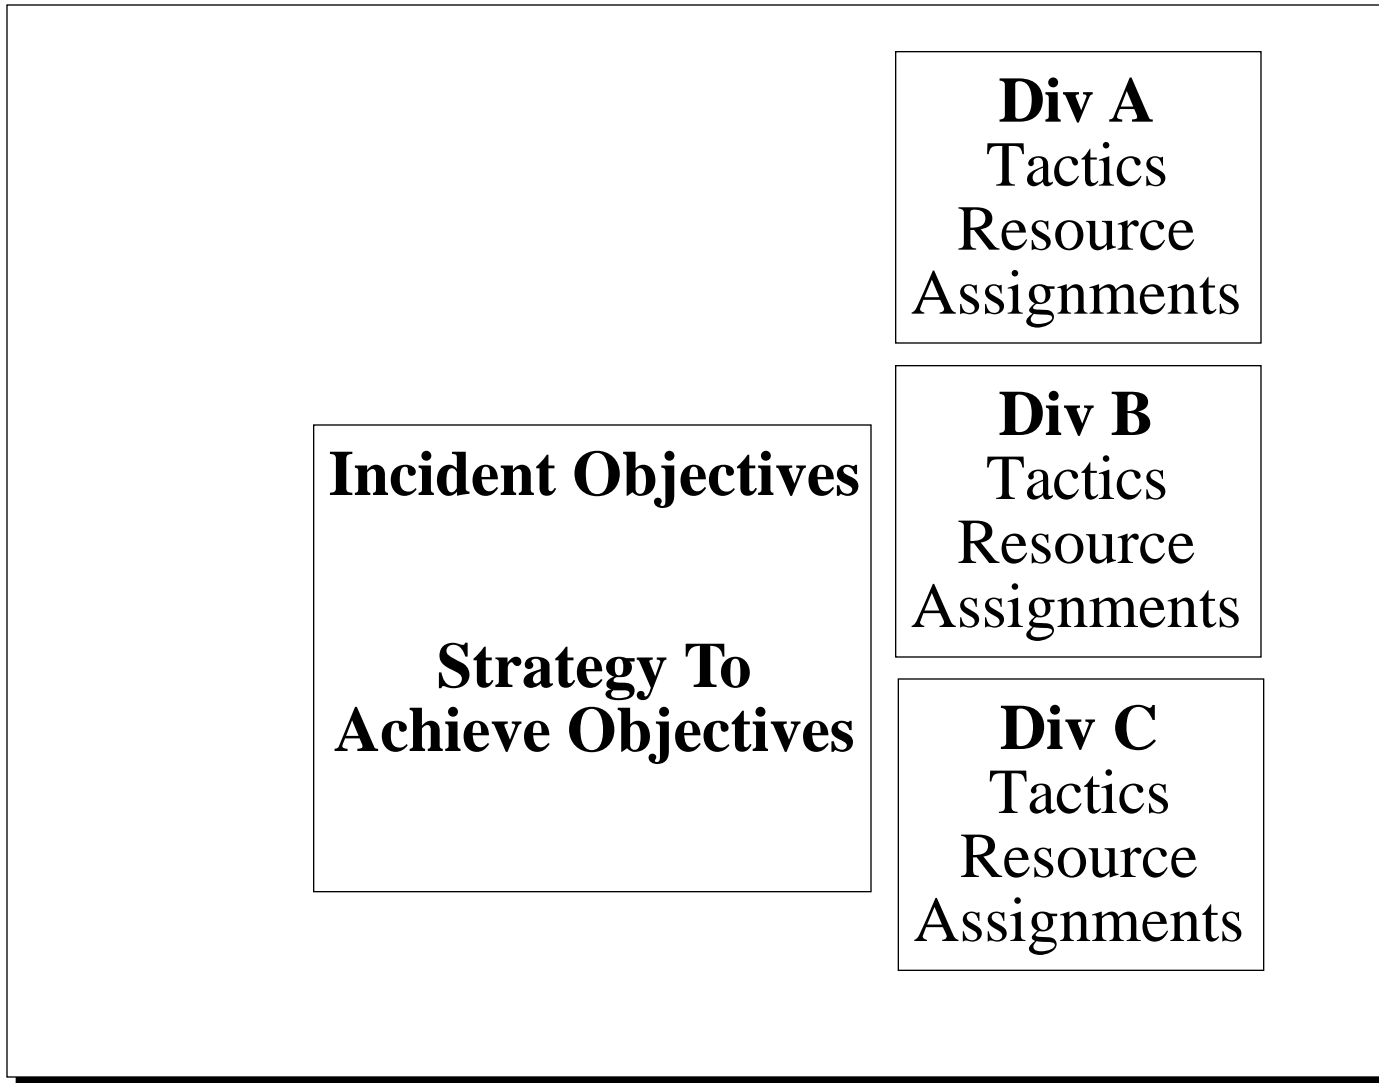 Incident Objectives
Strategy To
Achieve Objectives
Div A
Tactics
Resource
Assignments
Div B
Tactics
Resource
Assignments
Div C
Tactics
Resource
Assignments